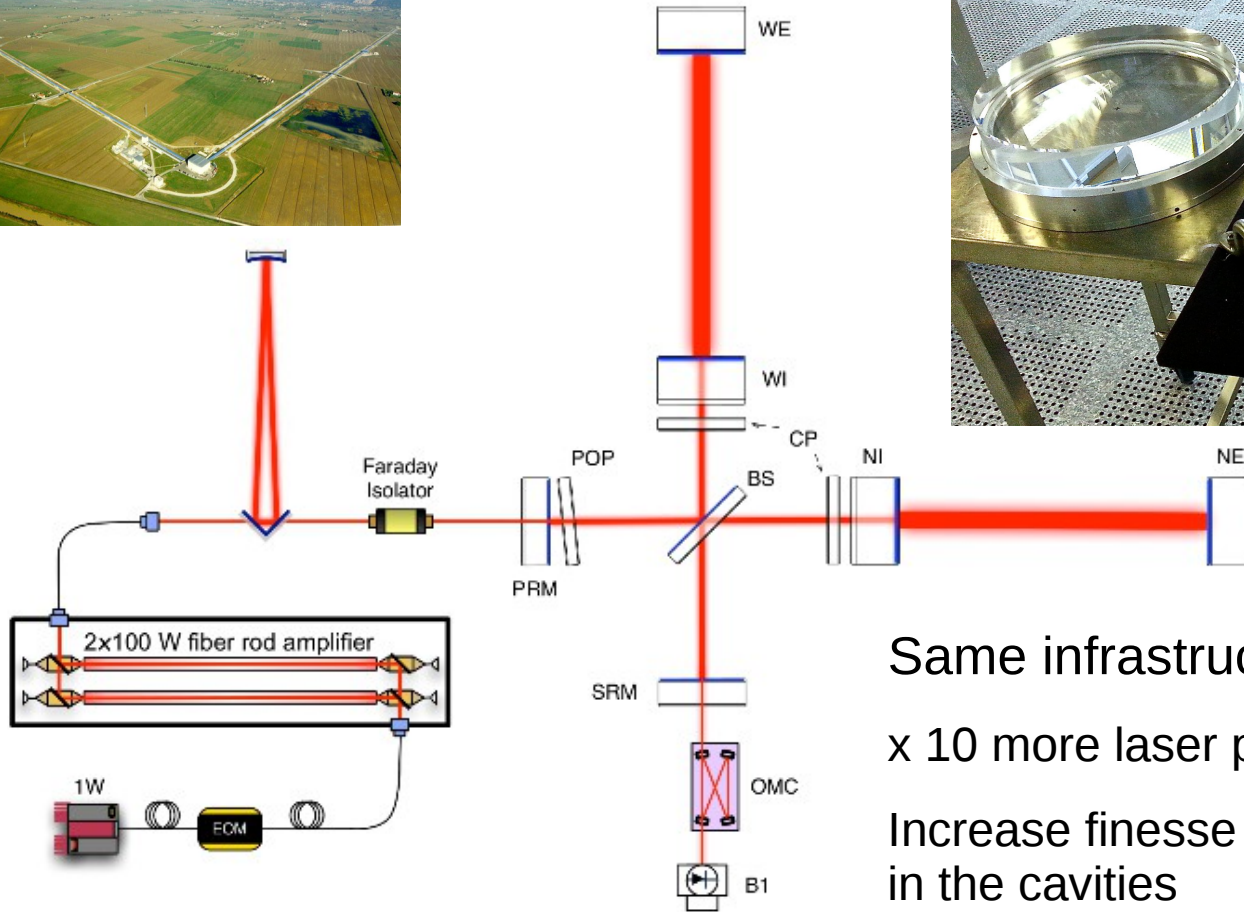 WE
WI
CP
NI
NE
POP
BS
Faraday
Isolator
PRM
2x100 W fiber rod amplifier
SRM
1W
EOM
OMC
B1
Same
x 10 more laser
Increase finesse
in the cavities